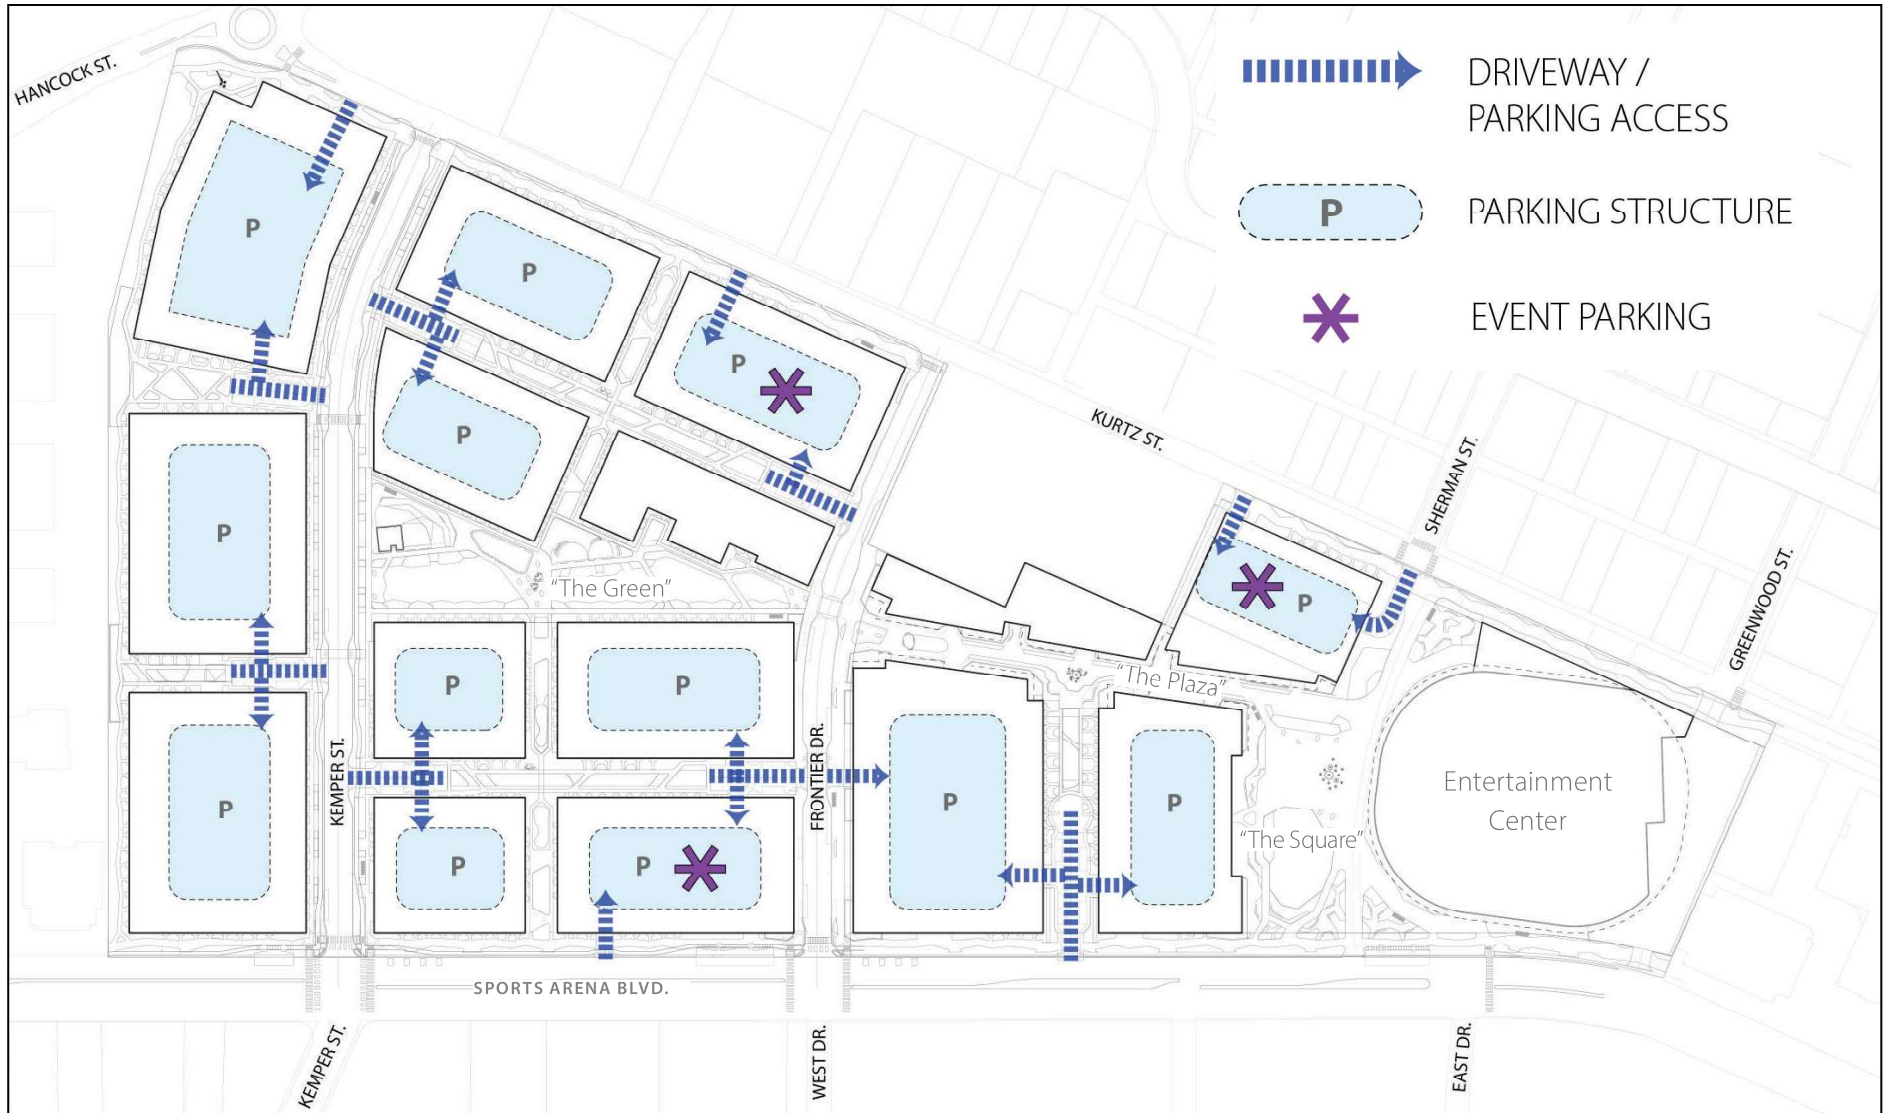 HANCOCK ST.
DRIVEWAY /
PARKING ACCESS
P
PARKING STRUCTURE
EVENT PARKING
P
P
P
P
KURTZ ST.
SHERMAN ST.
GREENWOOD ST.
P
"The Green"
P
"The Plaza"
P
P
KEMPER ST.
FRONTIER DR.
P
P
P
P
P
"The Square"
Entertainment
Center
P
SPORTS ARENA BLVD.
KEMPER ST.
WEST DR.
EAST DR.